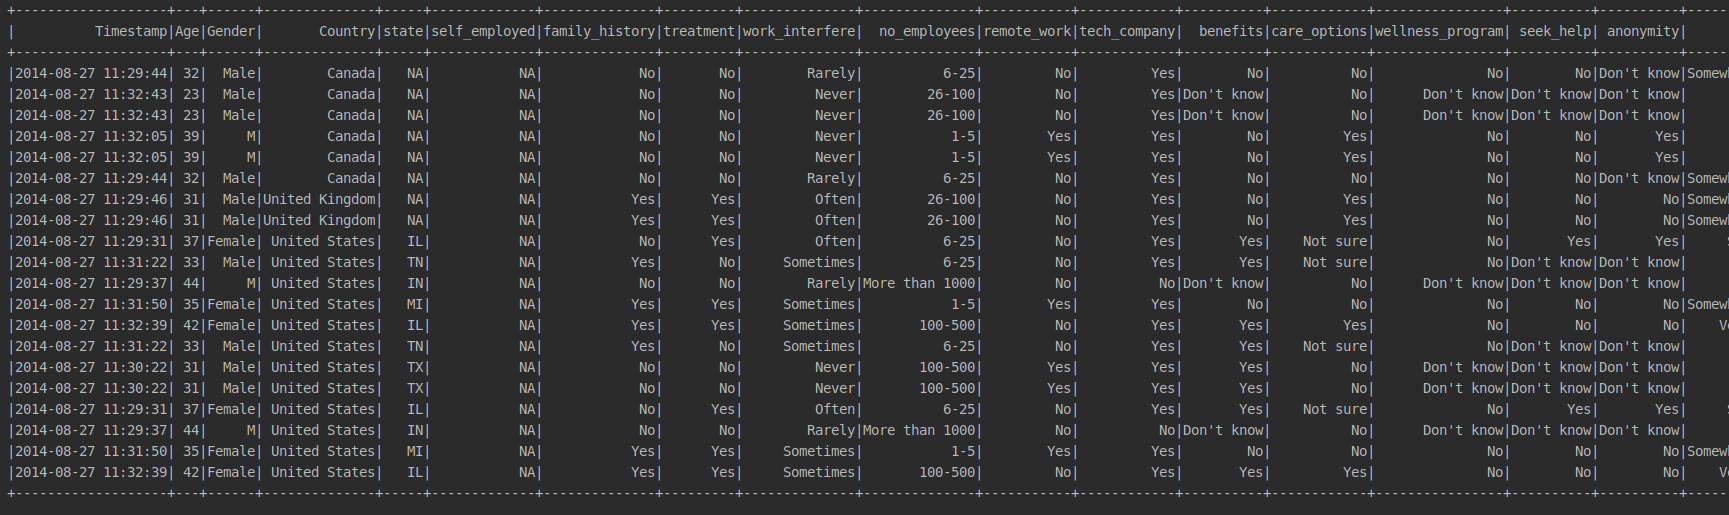 +-------------------+---+------+--------------+-----+-------------+--------------+---------+--------------+--------------+-----------+------------+----------+------------+----------------+----------+----------+-----
|          Timestamp|Age|Gender|       Country|state|self_employed|family_history|treatment|work_interfere|  no_employees|remote_work|tech_company|  benefits|care_options|wellness_program| seek_help| anonymity|
+-------------------+---+------+--------------+-----+-------------+--------------+---------+--------------+--------------+-----------+------------+----------+------------+----------------+----------+----------+-----
|2014-08-27 11:29:44| 32|  Male|        Canada|   NA|           NA|            No|       No|        Rarely|          6-25|         No|         Yes|        No|          No|              No|        No|Don't know|Somewh
|2014-08-27 11:32:43| 23|  Male|        Canada|   NA|           NA|            No|       No|         Never|        26-100|         No|         Yes|Don't know|          No|      Don't know|Don't know|Don't know|
|2014-08-27 11:32:43| 23|  Male|        Canada|   NA|           NA|            No|       No|         Never|        26-100|         No|         Yes|Don't know|          No|      Don't know|Don't know|Don't know|
|2014-08-27 11:32:05| 39|     M|        Canada|   NA|           NA|            No|       No|         Never|           1-5|        Yes|         Yes|        No|         Yes|              No|        No|       Yes|
|2014-08-27 11:32:05| 39|     M|        Canada|   NA|           NA|            No|       No|         Never|           1-5|        Yes|         Yes|        No|         Yes|              No|        No|       Yes|
|2014-08-27 11:29:44| 32|  Male|        Canada|   NA|           NA|            No|       No|        Rarely|          6-25|         No|         Yes|        No|          No|              No|        No|Don't know|Somewh
|2014-08-27 11:29:46| 31|  Male|United Kingdom|   NA|           NA|           Yes|      Yes|         Often|        26-100|         No|         Yes|        No|         Yes|              No|        No|        No|Somewh
|2014-08-27 11:29:46| 31|  Male|United Kingdom|   NA|           NA|           Yes|      Yes|         Often|        26-100|         No|         Yes|        No|         Yes|              No|        No|        No|Somewh
|2014-08-27 11:29:31| 37|Female| United States|   IL|           NA|            No|      Yes|         Often|          6-25|         No|         Yes|       Yes|    Not sure|              No|       Yes|       Yes|
|2014-08-27 11:31:22| 33|  Male| United States|   TN|           NA|           Yes|       No|     Sometimes|          6-25|         No|         Yes|       Yes|    Not sure|              No|Don't know|Don't know|
|2014-08-27 11:29:37| 44|     M| United States|   IN|           NA|            No|       No|        Rarely|More than 1000|         No|          No|Don't know|          No|      Don't know|Don't know|Don't know|
|2014-08-27 11:31:50| 35|Female| United States|   MI|           NA|           Yes|      Yes|     Sometimes|           1-5|        Yes|         Yes|        No|          No|              No|        No|        No|Somewh
|2014-08-27 11:32:39| 42|Female| United States|   IL|           NA|           Yes|      Yes|     Sometimes|       100-500|         No|         Yes|       Yes|         Yes|              No|        No|        No|    Ve
|2014-08-27 11:31:22| 33|  Male| United States|   TN|           NA|           Yes|       No|     Sometimes|          6-25|         No|         Yes|       Yes|    Not sure|              No|Don't know|Don't know|
|2014-08-27 11:30:22| 31|  Male| United States|   TX|           NA|            No|       No|         Never|       100-500|        Yes|         Yes|       Yes|          No|      Don't know|Don't know|Don't know|
|2014-08-27 11:30:22| 31|  Male| United States|   TX|           NA|            No|       No|         Never|       100-500|        Yes|         Yes|       Yes|          No|      Don't know|Don't know|Don't know|
|2014-08-27 11:29:31| 37|Female| United States|   IL|           NA|            No|      Yes|         Often|          6-25|         No|         Yes|       Yes|    Not sure|              No|       Yes|       Yes|
|2014-08-27 11:29:37| 44|     M| United States|   IN|           NA|            No|       No|        Rarely|More than 1000|         No|          No|Don't know|          No|      Don't know|Don't know|Don't know|
|2014-08-27 11:31:50| 35|Female| United States|   MI|           NA|           Yes|      Yes|     Sometimes|           1-5|        Yes|         Yes|        No|          No|              No|        No|        No|Somewh
|2014-08-27 11:32:39| 42|Female| United States|   IL|           NA|           Yes|      Yes|     Sometimes|       100-500|         No|         Yes|       Yes|         Yes|              No|        No|        No|    Ve
+-------------------+---+------+--------------+-----+-------------+--------------+---------+--------------+--------------+-----------+------------+----------+------------+----------------+----------+----------+-----